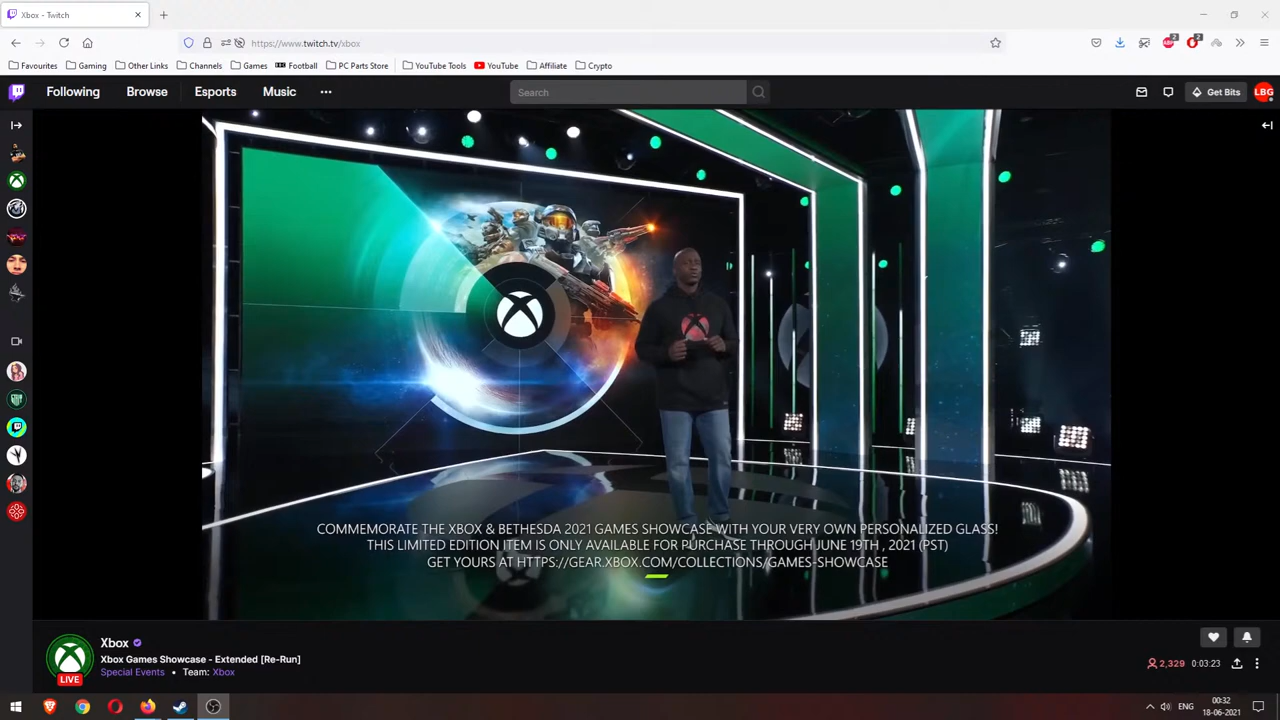 Xbox - Twitch
https://www.twitch.tv/xbox
2
2
Favourites Gaming Other Links Channels Games Football PC Parts Store YouTube Tools YouTube Affiliate Crypto
Following Browse Esports Music Search Get Bits LBG
COMMEMORATE THE XBOX & BETHESDA 2021 GAMES SHOWCASE WITH YOUR VERY OWN PERSONALIZED GLASS!
THIS LIMITED EDITION ITEM IS ONLY AVAILABLE FOR PURCHASE THROUGH JUNE 19TH , 2021 (PST)
GET YOURS AT HTTPS://GEAR.XBOX.COM/COLLECTIONS/GAMES-SHOWCASE
Xbox
Xbox Games Showcase - Extended [Re-Run]
Special Events • Team: Xbox
LIVE
2,329 0:03:23
ENG
00:32
18-06-2021